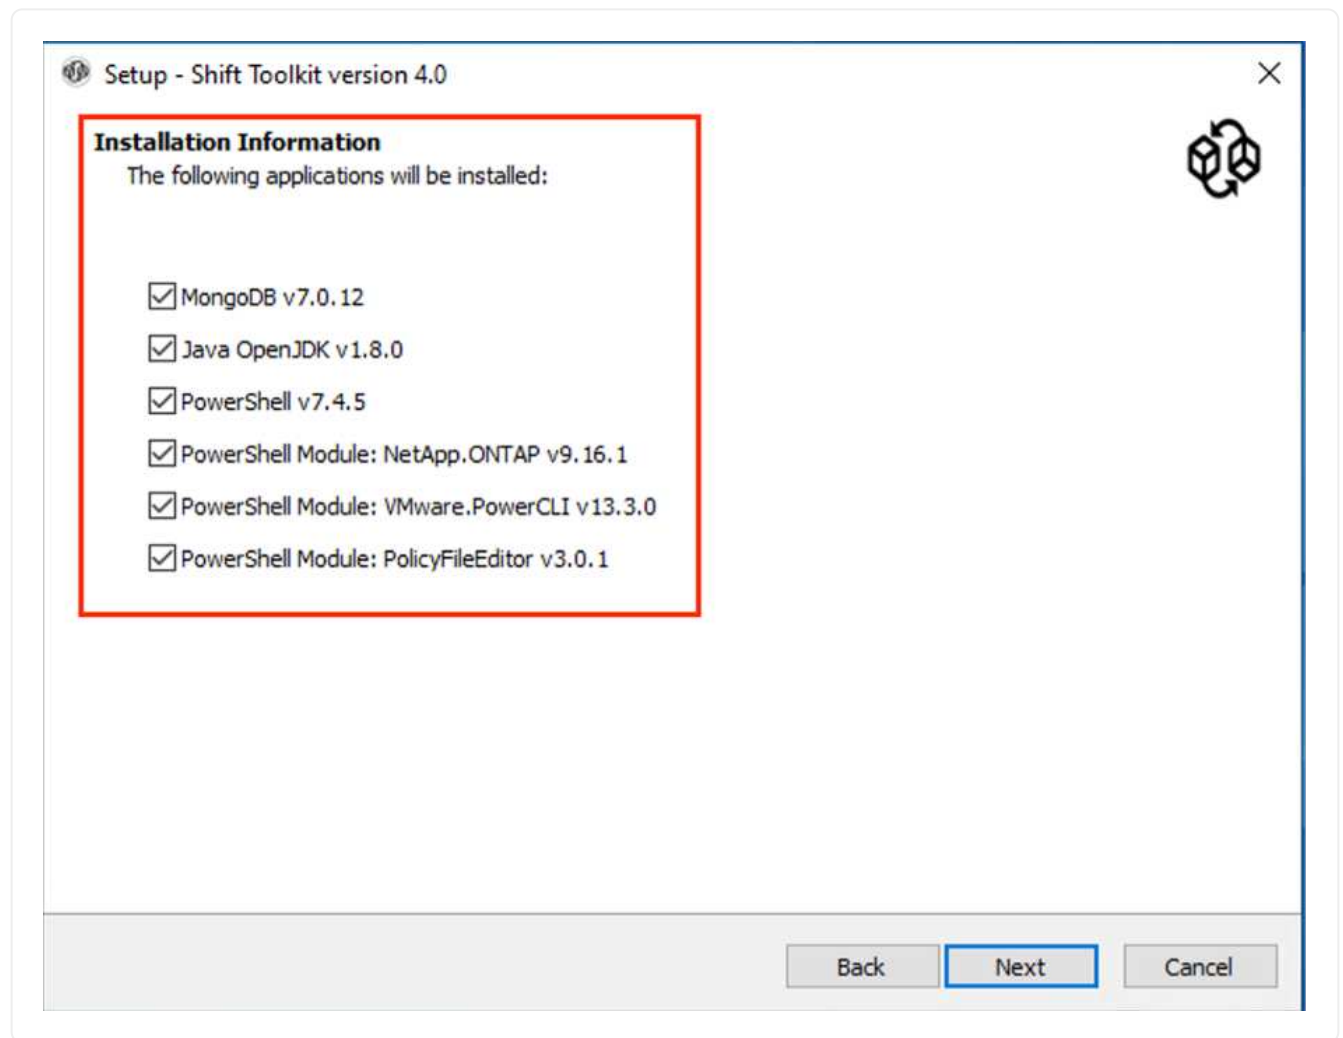 Setup - Shift Toolkit version 4.0
Installation Information
The following applications will be installed:
MongoDB v7.0.12
Java OpenJDK v1.8.0
PowerShell v7.4.5
PowerShell Module: NetApp.ONTAP v9.16.1
PowerShell Module: VMware.PowerCLI v13.3.0
PowerShell Module: PolicyFileEditor v3.0.1
Back Next Cancel